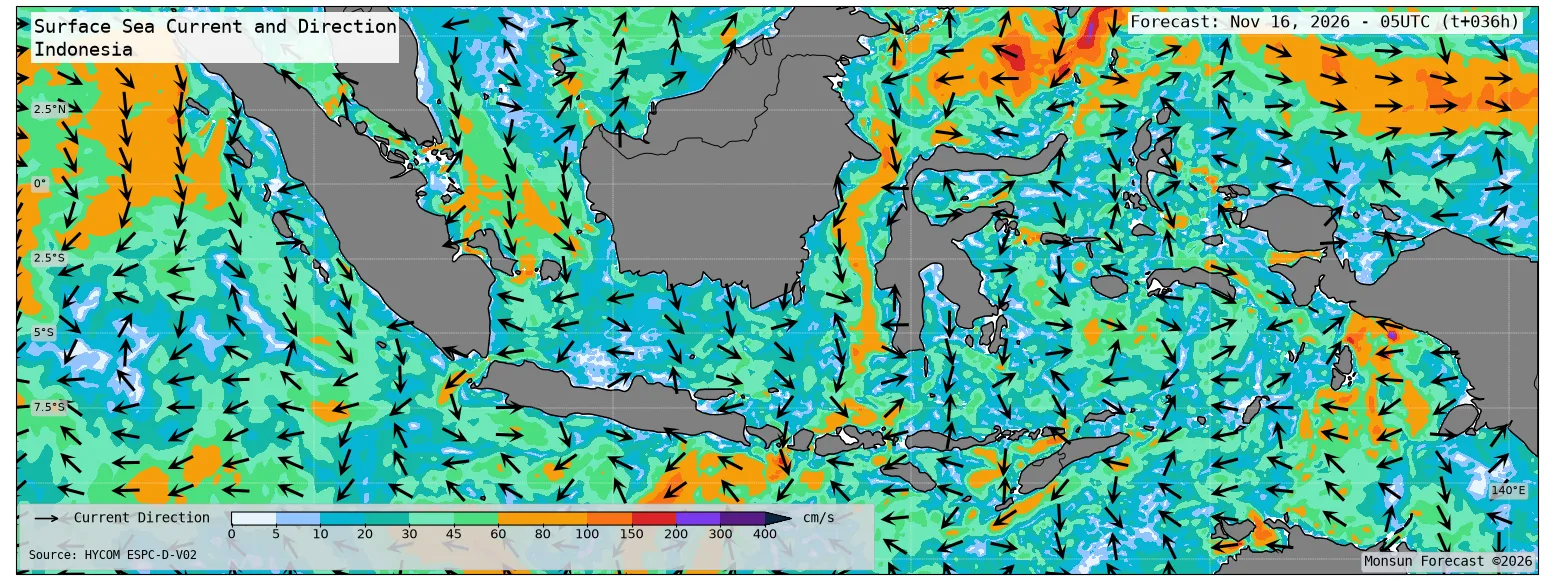 Surface Sea Current and Direction
Indonesia
Forecast: Nov 16, 2026 - 05UTC (t+036h)
2.5°N
0°
2.5°S
5°S
7.5°S
140°E
Current Direction
0 5 10 20 30 45 60 80 100 150 200 300 400
cm/s
Source: HYCOM ESPC-D-V02
Monsun Forecast ©2026